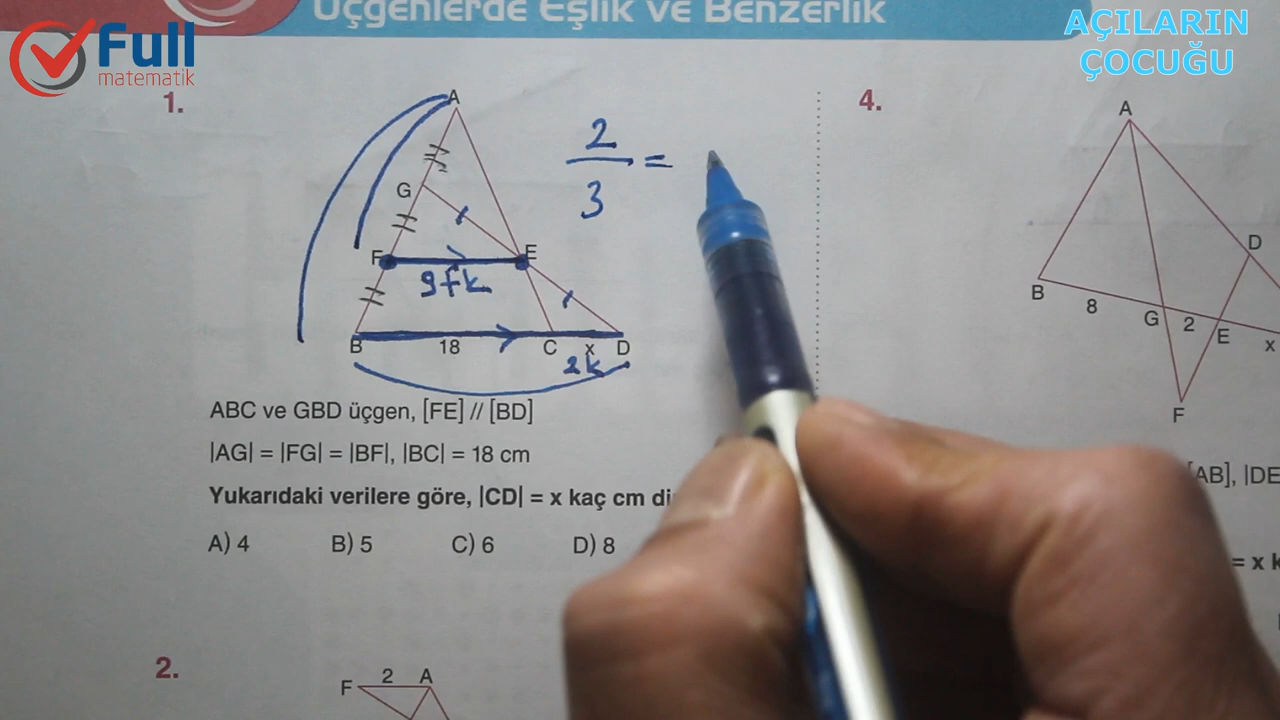 Üçgenlerde Eşlik ve Benzerlik
Full
matematik
AÇILARIN
ÇOCUĞU
1.
A
G
F
E
B
18
C
x
D
2k
2
3
=
ABC ve GBD üçgen, [FE] // [BD]
|AG| = |FG| = |BF|, |BC| = 18 cm
Yukarıdaki verilere göre, |CD| = x kaç cm
A) 4 B) 5 C) 6 D) 8
2.
F 2 A
4.
A
D
B
8
G
2
E
x
F
[AB], |DE
= x